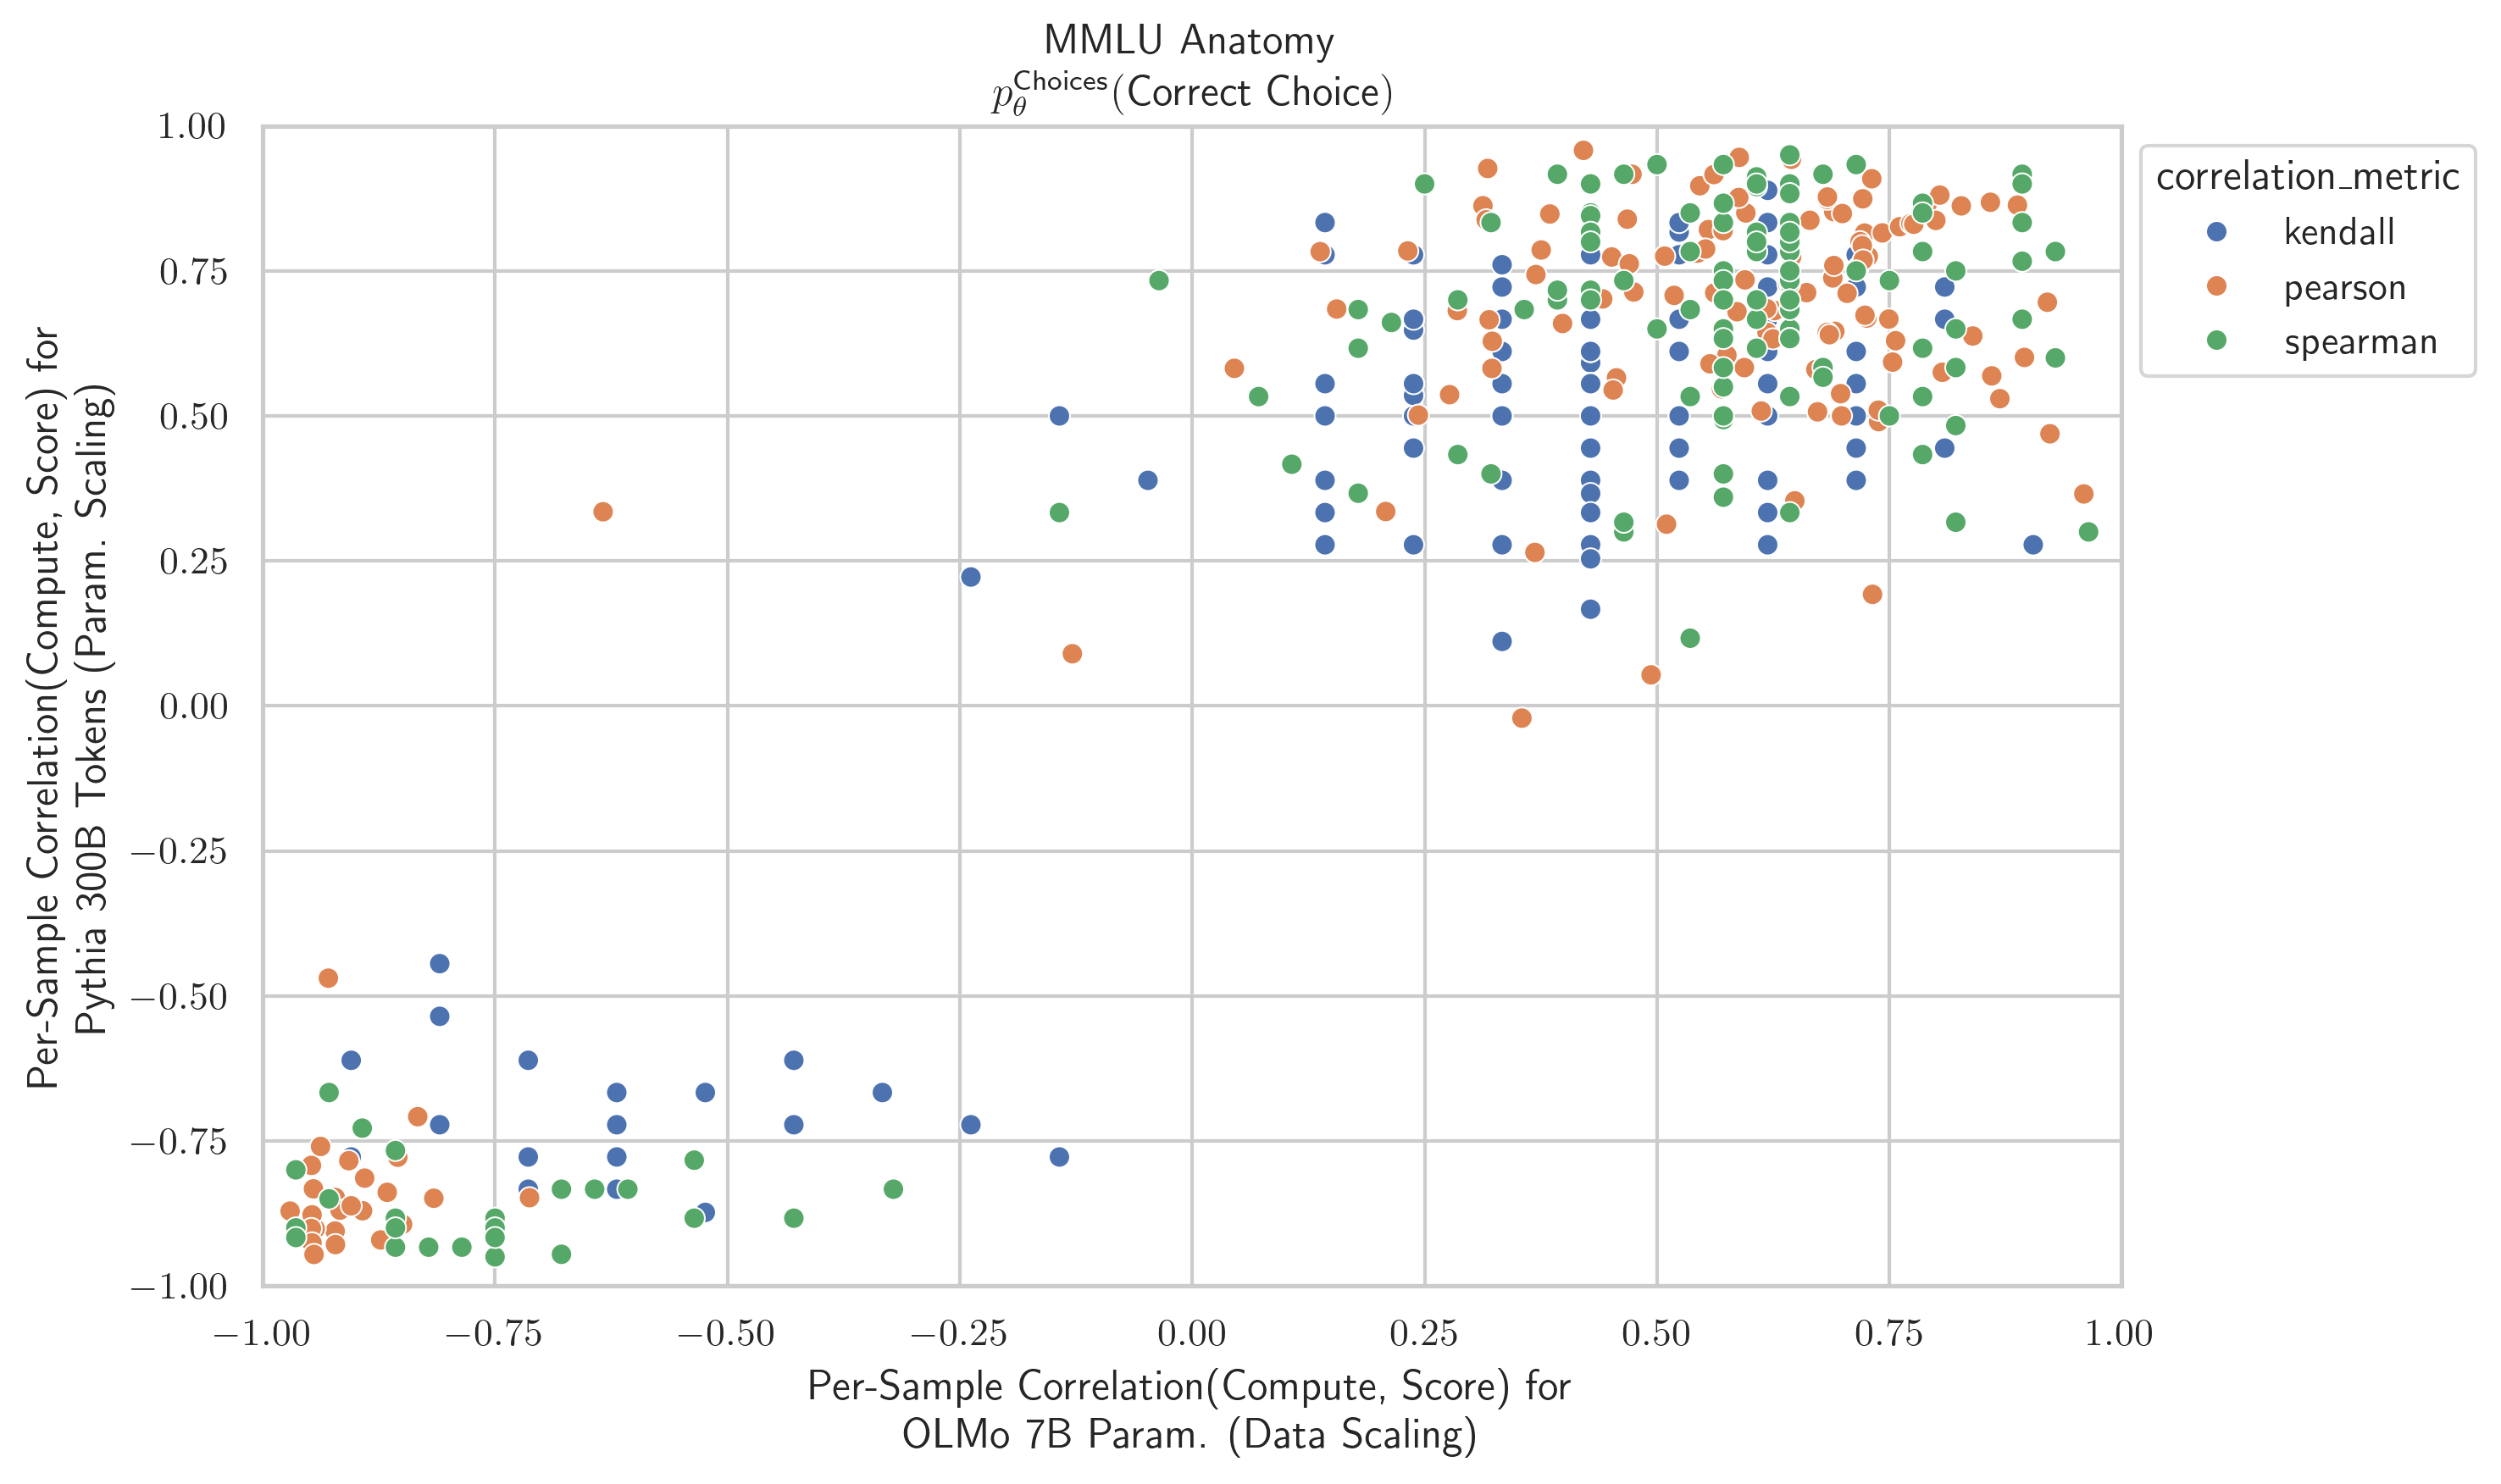 MMLU Anatomy
p_θ^Choices(Correct Choice)
1.00
0.75
0.50
0.25
0.00
−0.25
−0.50
−0.75
−1.00
Per-Sample Correlation(Compute, Score) for
Pythia 300B Tokens (Param. Scaling)
−1.00
−0.75
−0.50
−0.25
0.00
0.25
0.50
0.75
1.00
Per-Sample Correlation(Compute, Score) for
OLMo 7B Param. (Data Scaling)
correlation_metric
kendall
pearson
spearman